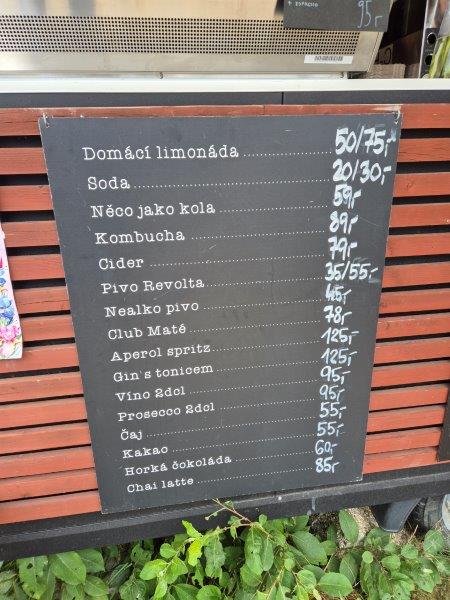 + ESPRESSO
95,-
Domácí limonáda 50/75,-
Soda 20/30,-
Něco jako kola 59,-
Kombucha 89,-
Cider 79,-
Pivo Revolta 35/55,-
Nealko pivo 45,-
Club Maté 78,-
Aperol spritz 125,-
Gin s tonicem 125,-
Víno 2dcl 95,-
Prosecco 2dcl 95,-
Čaj 55,-
Kakao 55,-
Horká čokoláda 60,-
Chai latte 85,-